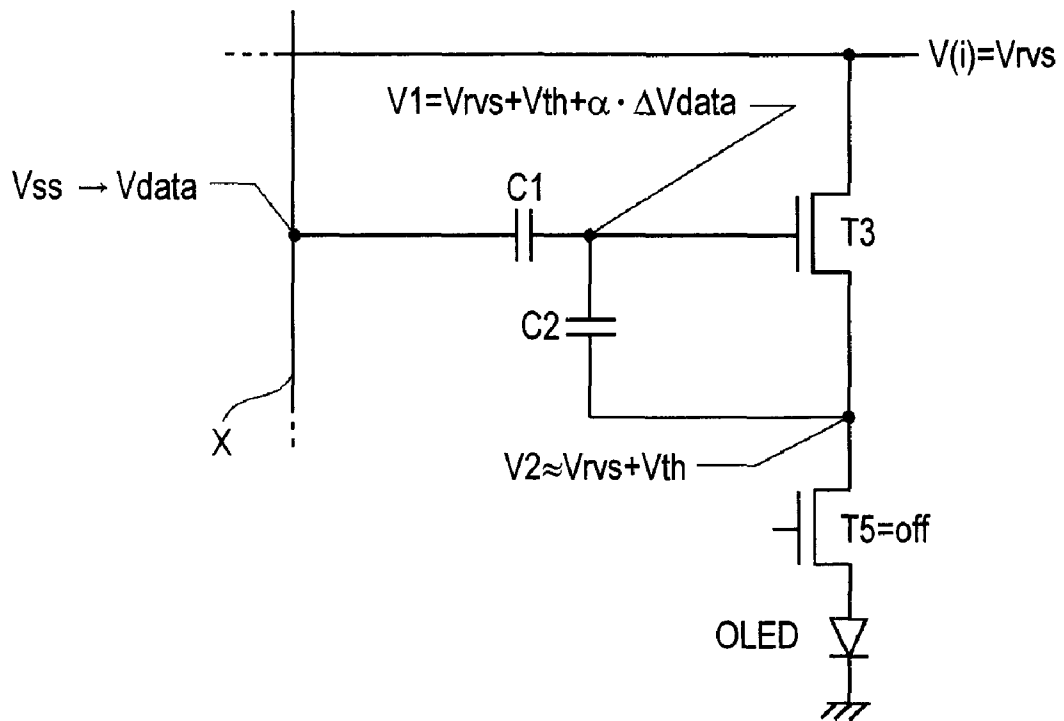 V(i)=Vrvs
V1=Vrvs+Vth+α・ΔVdata
Vss → Vdata
C1
T3
C2
X
V2≈Vrvs+Vth
T5=off
OLED